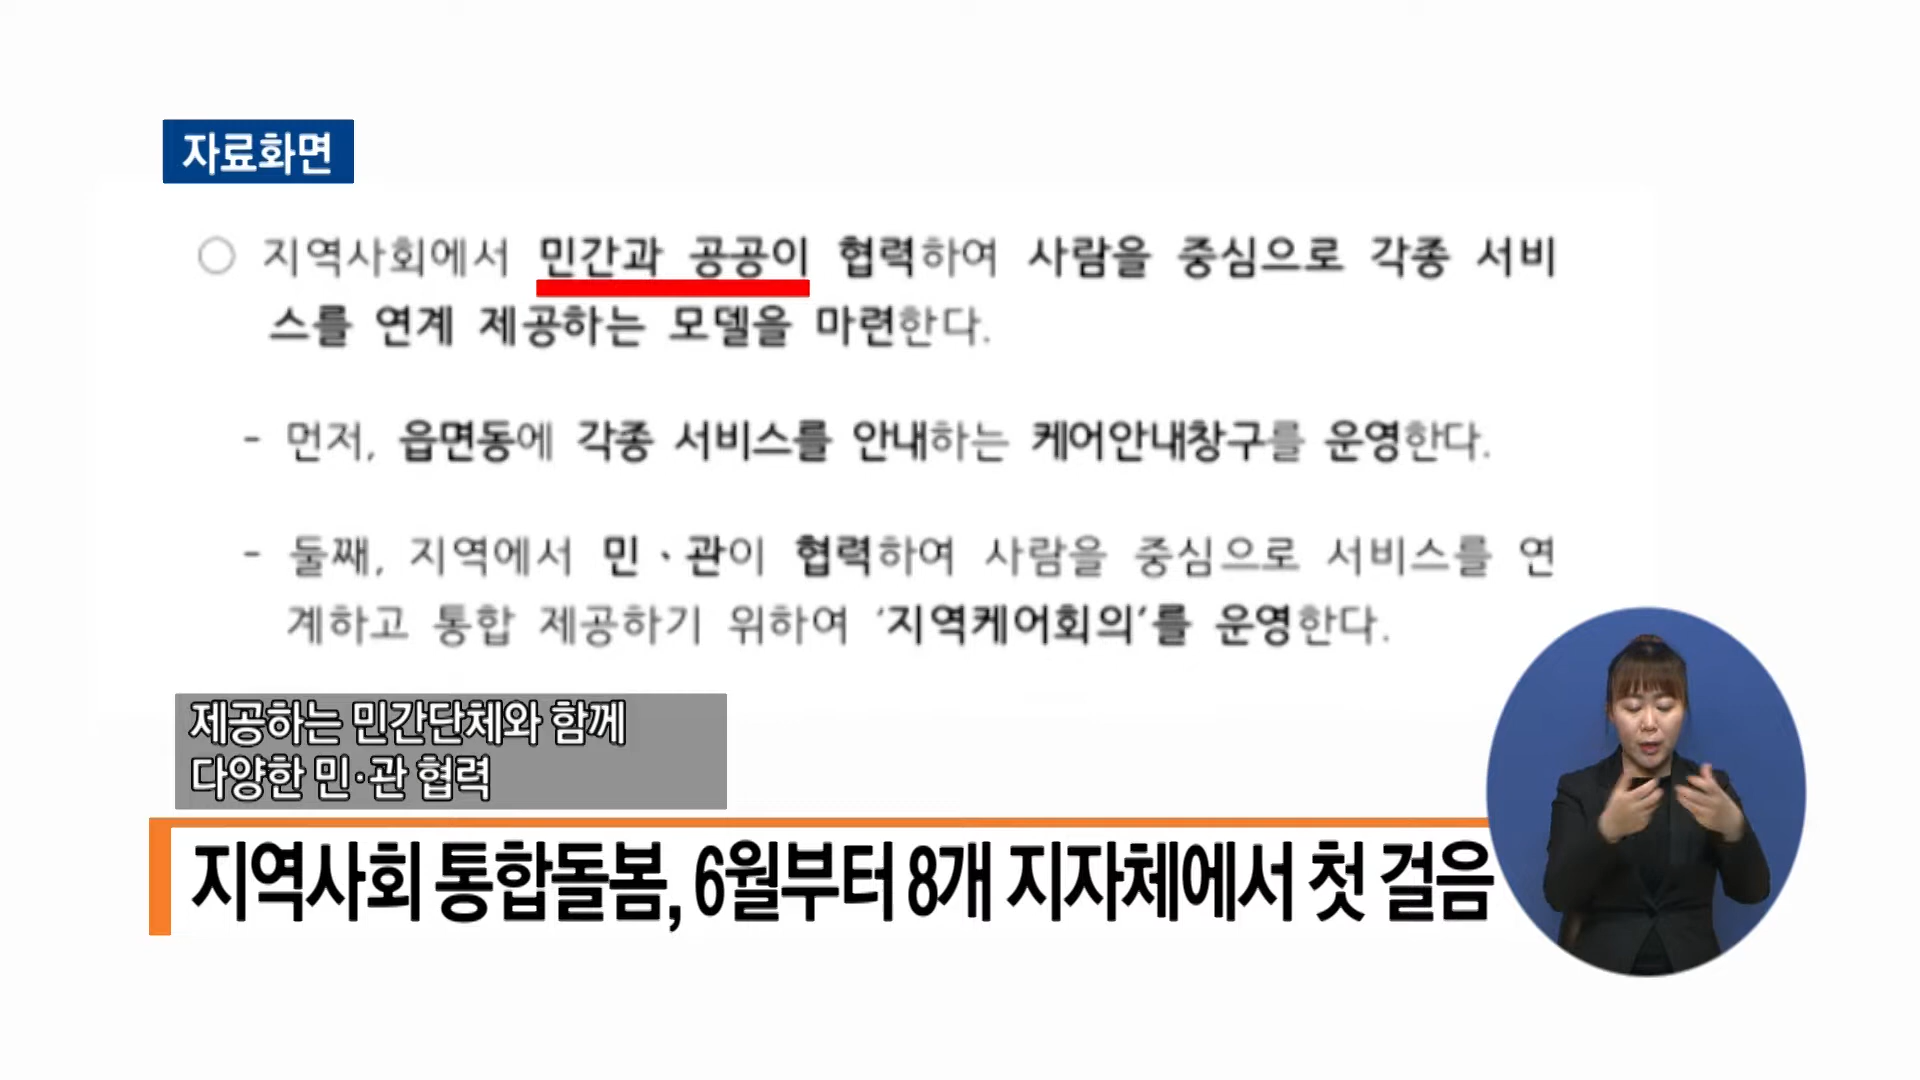 자료화면
○ 지역사회에서 민간과 공공이 협력하여 사람을 중심으로 각종 서비
스를 연계 제공하는 모델을 마련한다.
- 먼저, 읍면동에 각종 서비스를 안내하는 케어안내창구를 운영한다.
- 둘째, 지역에서 민·관이 협력하여 사람을 중심으로 서비스를 연
계하고 통합 제공하기 위하여 ‘지역케어회의’를 운영한다.
제공하는 민간단체와 함께
다양한 민·관 협력
지역사회 통합돌봄, 6월부터 8개 지자체에서 첫 걸음